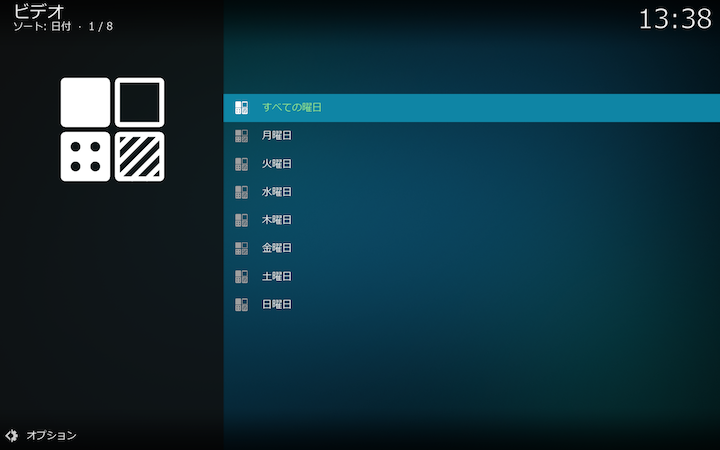 ビデオ
ソート: 日付 · 1 / 8
13:38
すべての曜日
月曜日
火曜日
水曜日
木曜日
金曜日
土曜日
日曜日
オプション